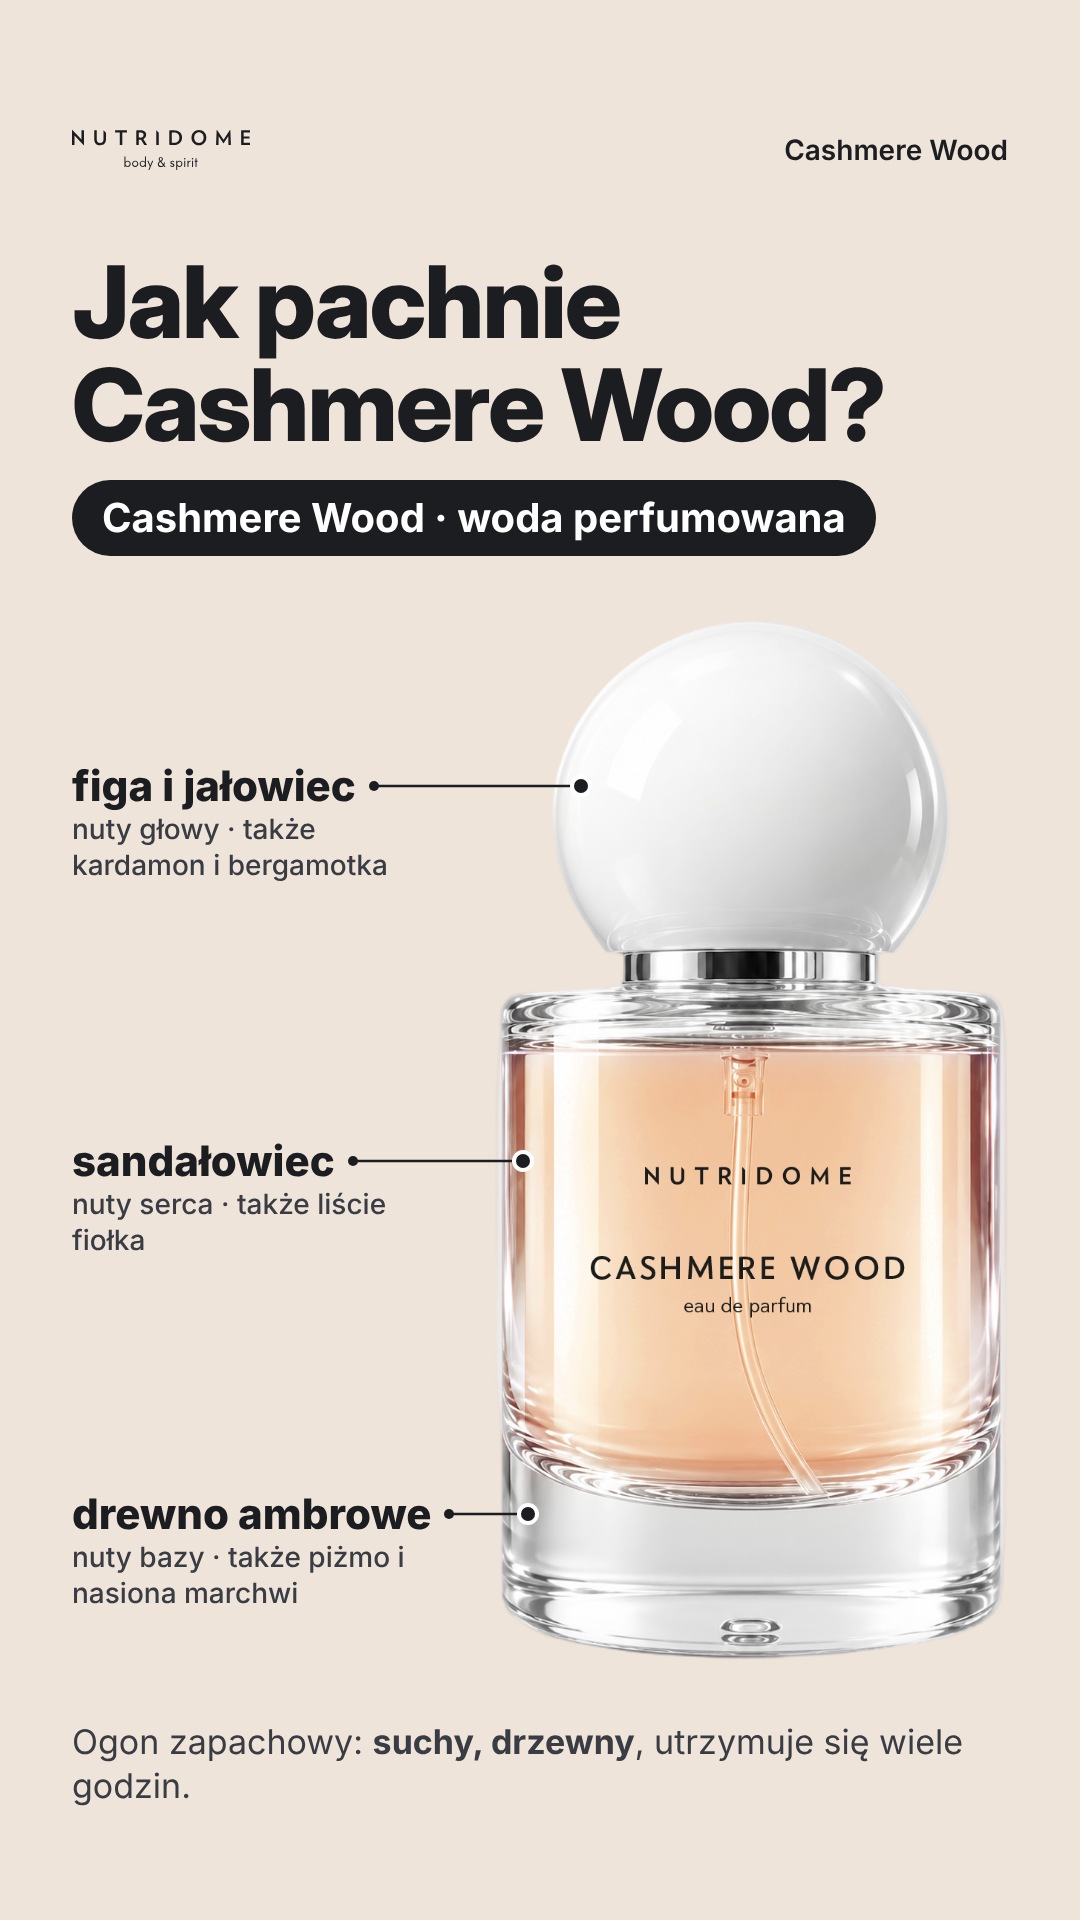 NUTRIDOME
body & spirit
Cashmere Wood
Jak pachnie
Cashmere Wood?
Cashmere Wood · woda perfumowana
figa i jałowiec
nuty głowy · także
kardamon i bergamotka
sandałowiec
nuty serca · także liście
fiołka
NUTRIDOME
CASHMERE WOOD
eau de parfum
drewno ambrowe
nuty bazy · także piżmo i
nasiona marchwi
Ogon zapachowy: suchy, drzewny, utrzymuje się wiele
godzin.